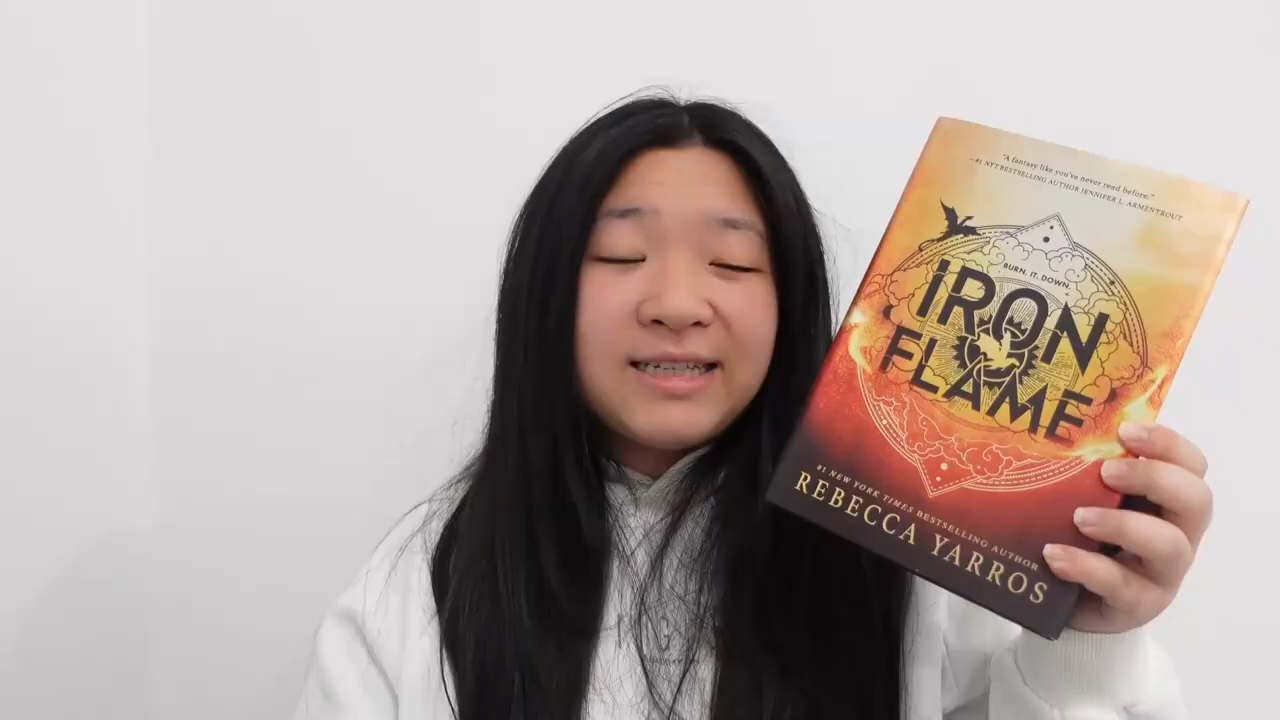 "A fantasy like you've never read before."
—#1 NYT BESTSELLING AUTHOR JENNIFER L. ARMENTROUT
BURN. IT. DOWN.
IRON
FLAME
#1 NEW YORK TIMES BESTSELLING AUTHOR
REBECCA YARROS